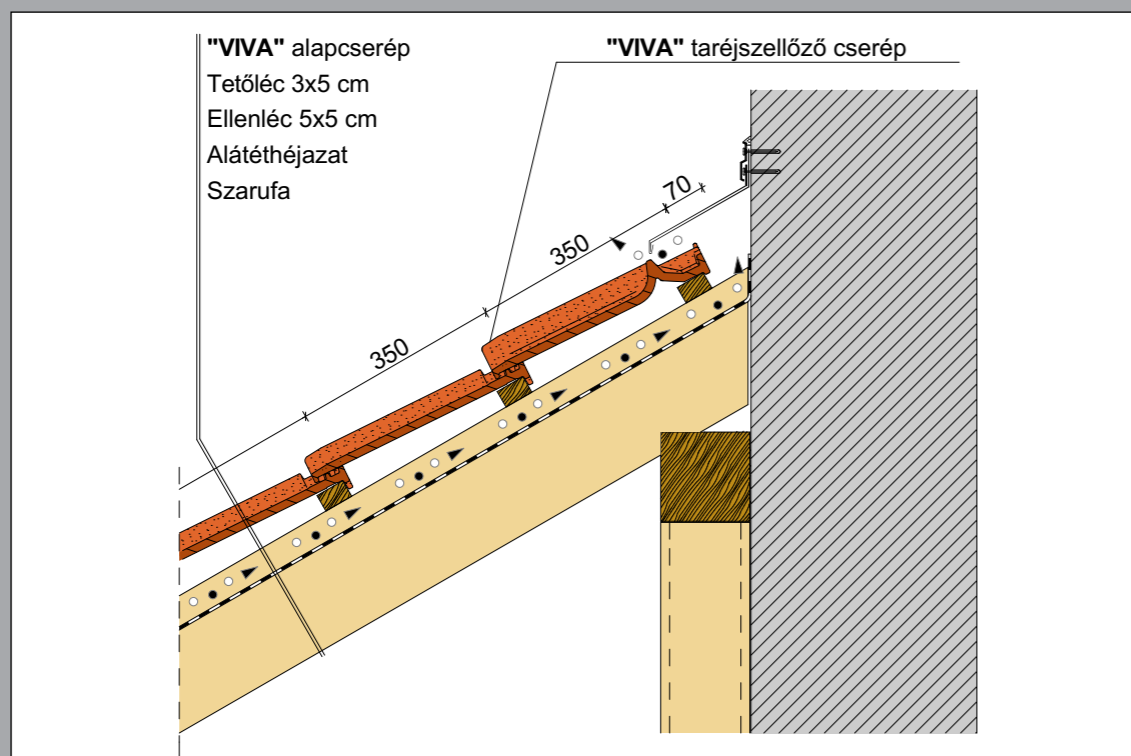 "VIVA" alapcserép
Tetőléc 3x5 cm
Ellenléc 5x5 cm
Alátéthéjazat
Szarufa
"VIVA" taréjszellőző cserép
70
350
350